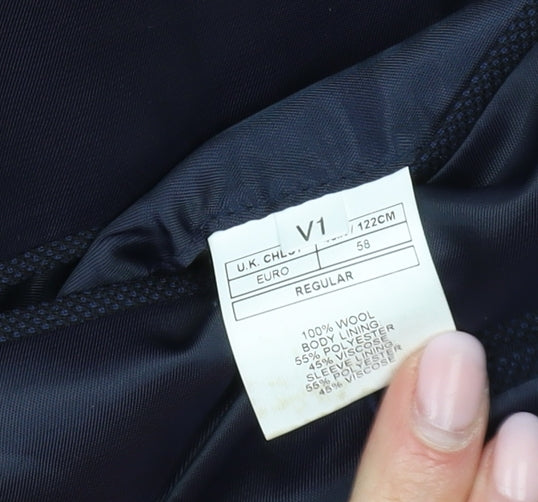 V1
U.K. / 122CM
EURO 58
REGULAR
100% WOOL
BODY LINING
55% POLYESTER
45% VISCOSE
SLEEVE LINING
55% POLYESTER
45% VISCOSE